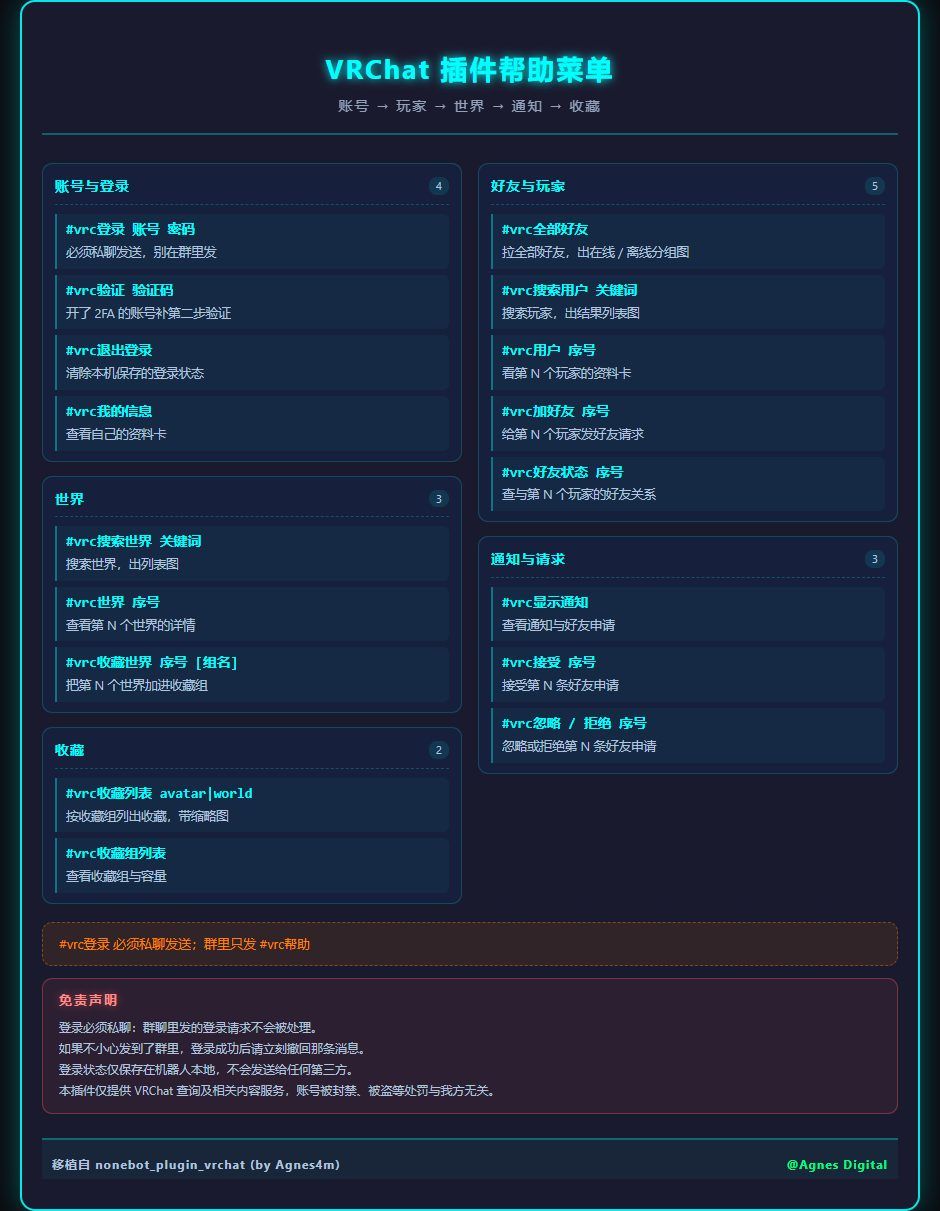 VRChat 插件帮助菜单
账号 → 玩家 → 世界 → 通知 → 收藏
账号与登录 4
#vrc登录 账号 密码
必须私聊发送，别在群里发
#vrc验证 验证码
开了 2FA 的账号补第二步验证
#vrc退出登录
清除本机保存的登录状态
#vrc我的信息
查看自己的资料卡
世界 3
#vrc搜索世界 关键词
搜索世界，出列表图
#vrc世界 序号
查看第 N 个世界的详情
#vrc收藏世界 序号 [组名]
把第 N 个世界加进收藏组
收藏 2
#vrc收藏列表 avatar|world
按收藏组列出收藏，带缩略图
#vrc收藏组列表
查看收藏组与容量
好友与玩家 5
#vrc全部好友
拉全部好友，出在线 / 离线分组图
#vrc搜索用户 关键词
搜索玩家，出结果列表图
#vrc用户 序号
看第 N 个玩家的资料卡
#vrc加好友 序号
给第 N 个玩家发好友请求
#vrc好友状态 序号
查与第 N 个玩家的好友关系
通知与请求 3
#vrc显示通知
查看通知与好友申请
#vrc接受 序号
接受第 N 条好友申请
#vrc忽略 / 拒绝 序号
忽略或拒绝第 N 条好友申请
#vrc登录 必须私聊发送；群里只发 #vrc帮助
免责声明
登录必须私聊：群聊里发的登录请求不会被处理。
如果不小心发到了群里，登录成功后请立刻撤回那条消息。
登录状态仅保存在机器人本地，不会发送给任何第三方。
本插件仅提供 VRChat 查询及相关内容服务，账号被封禁、被盗等处罚与我方无关。
移植自 nonebot_plugin_vrchat (by Agnes4m)
@Agnes Digital